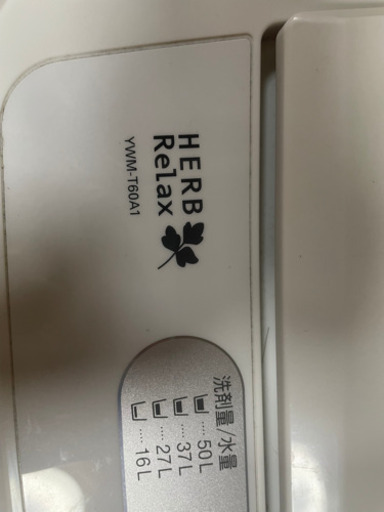 HERB
Relax
YWM-T60A1
洗剤量/水量
....50L
....37L
....27L
....16L